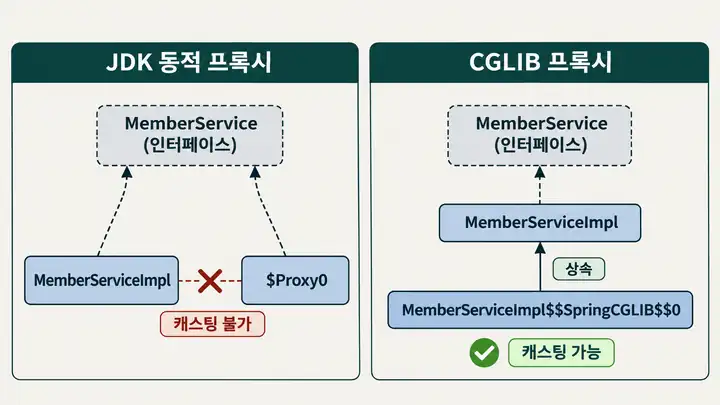 JDK 동적 프록시
MemberService
(인터페이스)
MemberServiceImpl
$Proxy0
캐스팅 불가
CGLIB 프록시
MemberService
(인터페이스)
MemberServiceImpl
상속
MemberServiceImpl$$SpringCGLIB$$0
캐스팅 가능